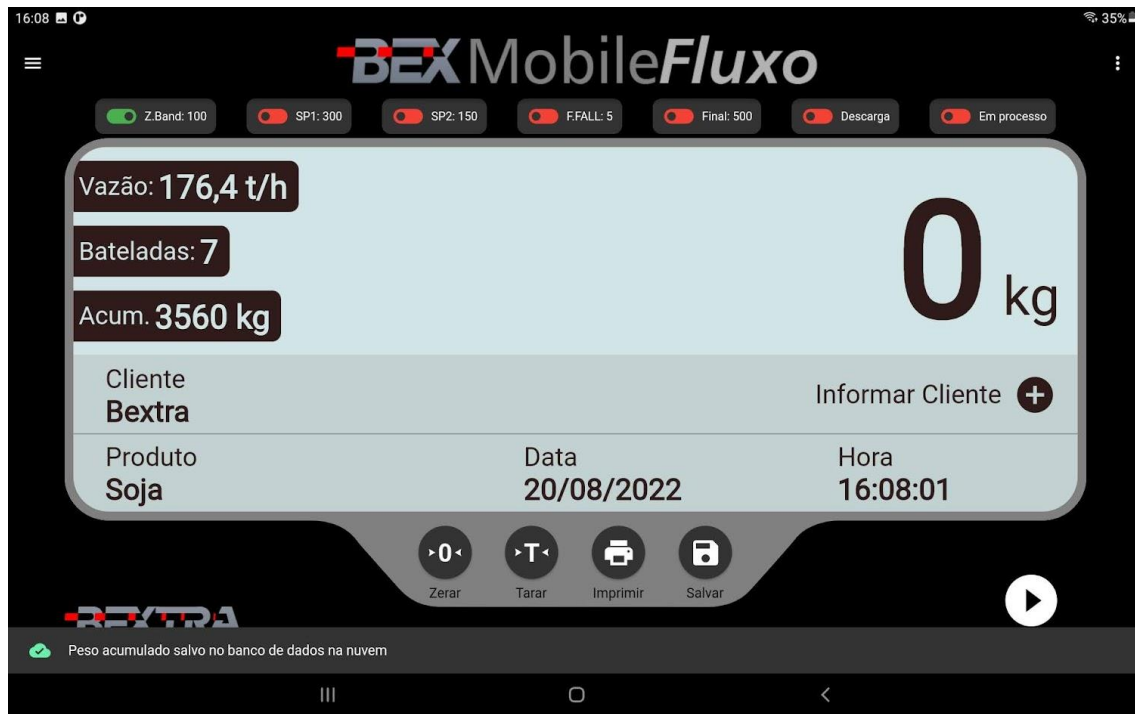 16:08 35%
BEX MobileFluxo
Z.Band: 100 SP1: 300 SP2: 150 F.FALL: 5 Final: 500 Descarga Em processo
Vazão: 176,4 t/h
Bateladas: 7
Acum. 3560 kg
0 kg
Cliente
Bextra
Informar Cliente
Produto Data Hora
Soja 20/08/2022 16:08:01
▸0◂ ▸T◂
Zerar Tarar Imprimir Salvar
BEXTRA
Peso acumulado salvo no banco de dados na nuvem